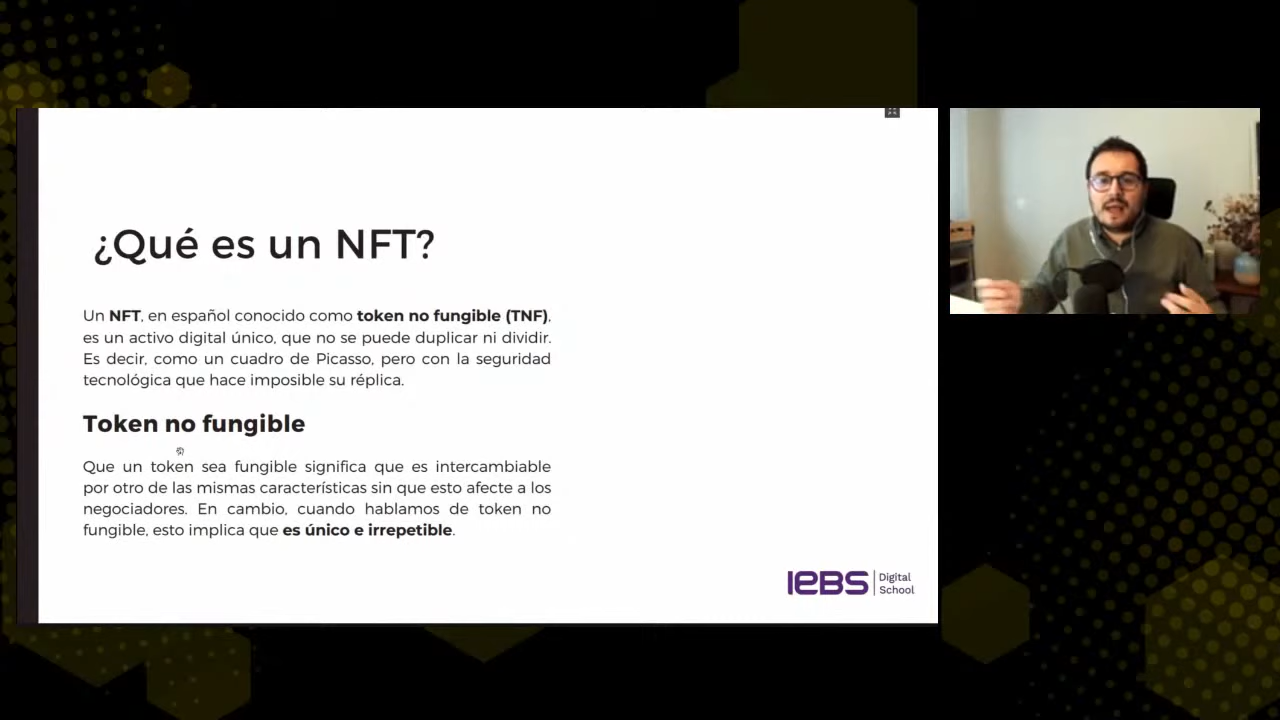 ¿Qué es un NFT?
Un NFT, en español conocido como token no fungible (TNF),
es un activo digital único, que no se puede duplicar ni dividir.
Es decir, como un cuadro de Picasso, pero con la seguridad
tecnológica que hace imposible su réplica.
Token no fungible
Que un token sea fungible significa que es intercambiable
por otro de las mismas características sin que esto afecte a los
negociadores. En cambio, cuando hablamos de token no
fungible, esto implica que es único e irrepetible.
IEBS Digital
School